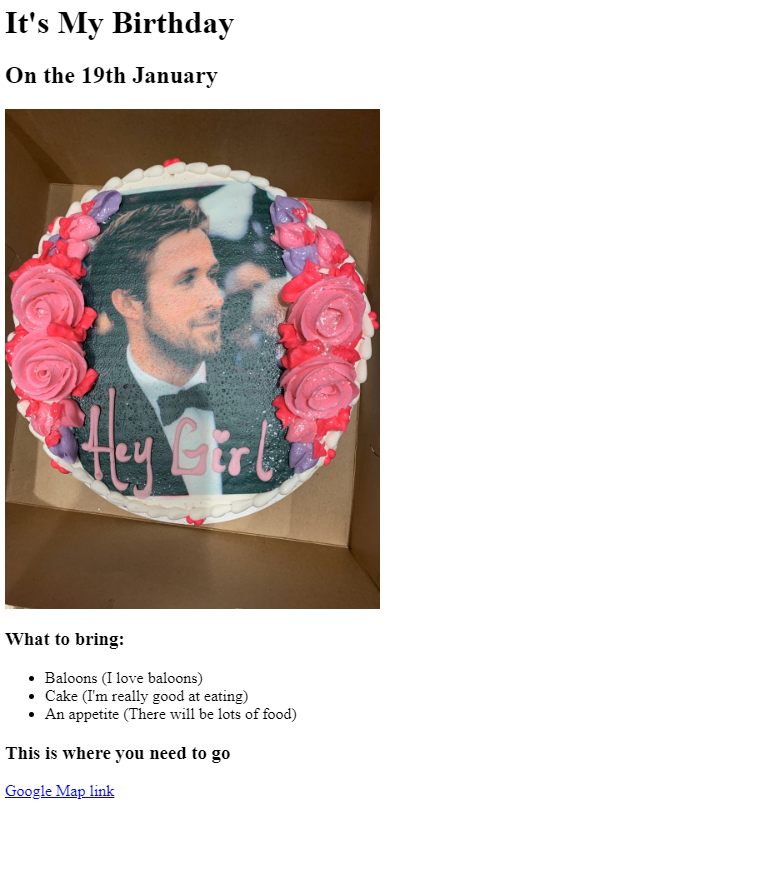 It's My Birthday
On the 19th January
Hey Girl
What to bring:
Baloons (I love baloons)
Cake (I'm really good at eating)
An appetite (There will be lots of food)
This is where you need to go
Google Map link